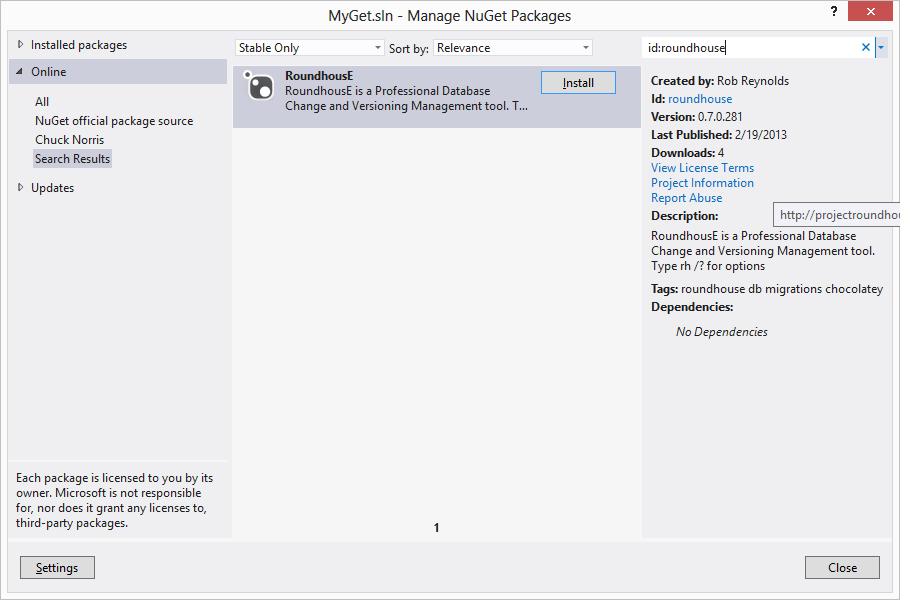 MyGet.sln - Manage NuGet Packages
?
Installed packages
Online
All
NuGet official package source
Chuck Norris
Search Results
Updates
Each package is licensed to you by its
owner. Microsoft is not responsible
for, nor does it grant any licenses to,
third-party packages.
Settings
Stable Only
Sort by:
Relevance
RoundhousE
RoundhousE is a Professional Database
Change and Versioning Management tool. T...
Install
1
id:roundhouse
Created by: Rob Reynolds
Id: roundhouse
Version: 0.7.0.281
Last Published: 2/19/2013
Downloads: 4
View License Terms
Project Information
Report Abuse
http://projectroundhou
Description:
RoundhousE is a Professional Database
Change and Versioning Management tool.
Type rh /? for options
Tags: roundhouse db migrations chocolatey
Dependencies:
No Dependencies
Close